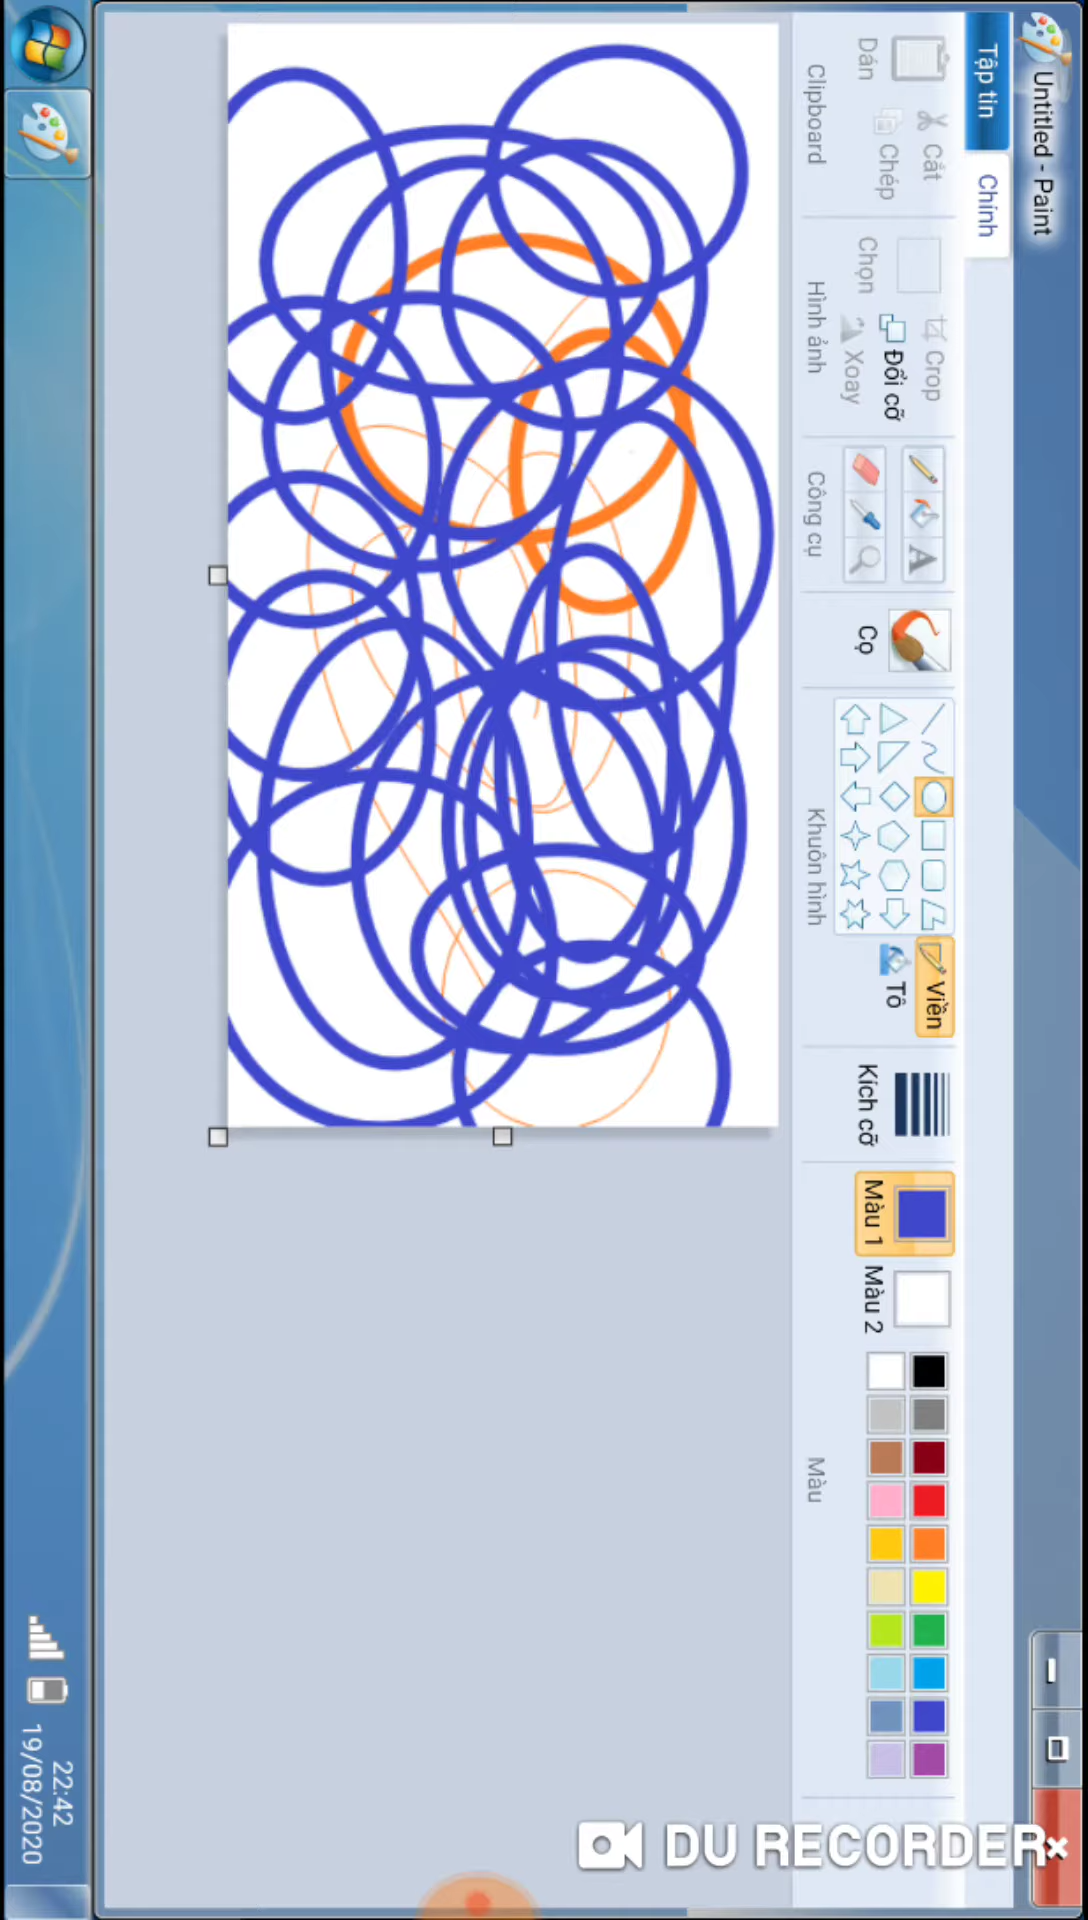 Untitled - Paint
Tập tin
Chính
Dán
Cắt
Chép
Clipboard
Chọn
Crop
Đổi cỡ
Xoay
Hình ảnh
A
Công cụ
Cọ
Viền
Tô
Khuôn hình
Kích cỡ
Màu 1
Màu 2
Màu
DU RECORDER
22:42
19/08/2020